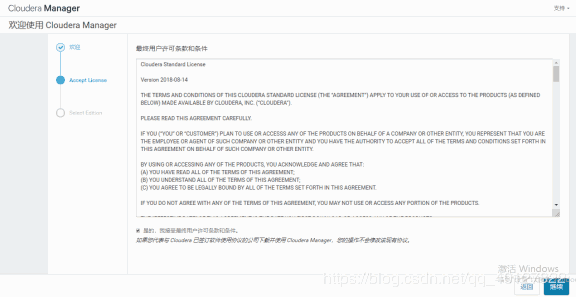 Cloudera Manager
支持
欢迎使用 Cloudera Manager
欢迎
Accept License
Select Edition
最终用户许可条款和条件
Cloudera Standard License
Version 2018-08-14
THE TERMS AND CONDITIONS OF THIS CLOUDERA STANDARD LICENSE (THE "AGREEMENT") APPLY TO YOUR USE OF OR ACCESS TO THE PRODUCTS (AS DEFINED
BELOW) MADE AVAILABLE BY CLOUDERA, INC. ("CLOUDERA").
PLEASE READ THIS AGREEMENT CAREFULLY.
IF YOU ("YOU" OR "CUSTOMER") PLAN TO USE OR ACCESS ANY OF THE PRODUCTS ON BEHALF OF A COMPANY OR OTHER ENTITY, YOU REPRESENT THAT YOU ARE
THE EMPLOYEE OR AGENT OF SUCH COMPANY OR OTHER ENTITY AND YOU HAVE THE AUTHORITY TO ACCEPT ALL OF THE TERMS AND CONDITIONS SET FORTH IN
THIS AGREEMENT ON BEHALF OF SUCH COMPANY OR OTHER ENTITY.
BY USING OR ACCESSING ANY OF THE PRODUCTS, YOU ACKNOWLEDGE AND AGREE THAT:
(A) YOU HAVE READ ALL OF THE TERMS OF THIS AGREEMENT;
(B) YOU UNDERSTAND ALL OF THE TERMS OF THIS AGREEMENT;
(C) YOU AGREE TO BE LEGALLY BOUND BY ALL OF THE TERMS SET FORTH IN THIS AGREEMENT
IF YOU DO NOT AGREE WITH ANY OF THE TERMS OF THIS AGREEMENT, YOU MAY NOT USE OR ACCESS ANY PORTION OF THE PRODUCTS.
是的，我接受最终用户许可条款和条件。
如果您代表与 Cloudera 已签订软件使用协议的公司下载并使用 Cloudera Manager，您的操作不会修改该现有协议。
激活 Windows
https://blog.csdn.net/qq_
返回
继续